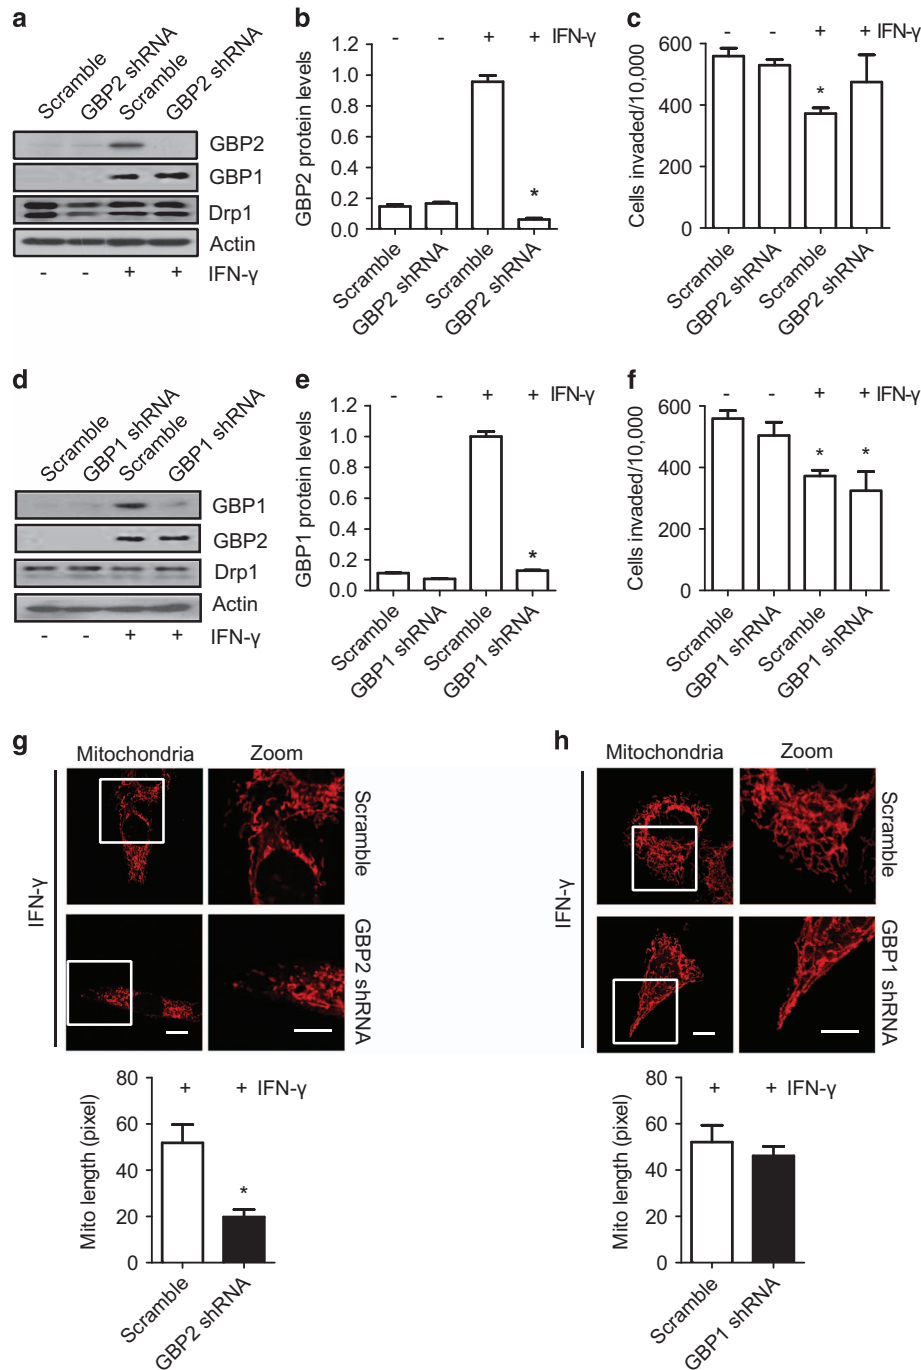 a
Scramble
GBP2 shRNA
Scramble
GBP2 shRNA
GBP2
GBP1
Drp1
Actin
- - + + IFN-γ
b
- - + + IFN-γ
GBP2 protein levels
1.2
1.0
0.8
0.6
0.4
0.2
0.0
*
Scramble
GBP2 shRNA
Scramble
GBP2 shRNA
c
- - + + IFN-γ
Cells invaded/10,000
600
400
200
0
*
Scramble
GBP2 shRNA
Scramble
GBP2 shRNA
d
Scramble
GBP1 shRNA
Scramble
GBP1 shRNA
GBP1
GBP2
Drp1
Actin
- - + + IFN-γ
e
- - + + IFN-γ
GBP1 protein levels
1.2
1.0
0.8
0.6
0.4
0.2
0.0
*
Scramble
GBP1 shRNA
Scramble
GBP1 shRNA
f
- - + + IFN-γ
Cells invaded/10,000
600
400
200
0
* *
Scramble
GBP1 shRNA
Scramble
GBP1 shRNA
g
Mitochondria Zoom
IFN-γ
Scramble
GBP2 shRNA
+ + IFN-γ
Mito length (pixel)
80
60
40
20
0
*
Scramble
GBP2 shRNA
h
Mitochondria Zoom
IFN-γ
Scramble
GBP1 shRNA
+ + IFN-γ
Mito length (pixel)
80
60
40
20
0
Scramble
GBP1 shRNA